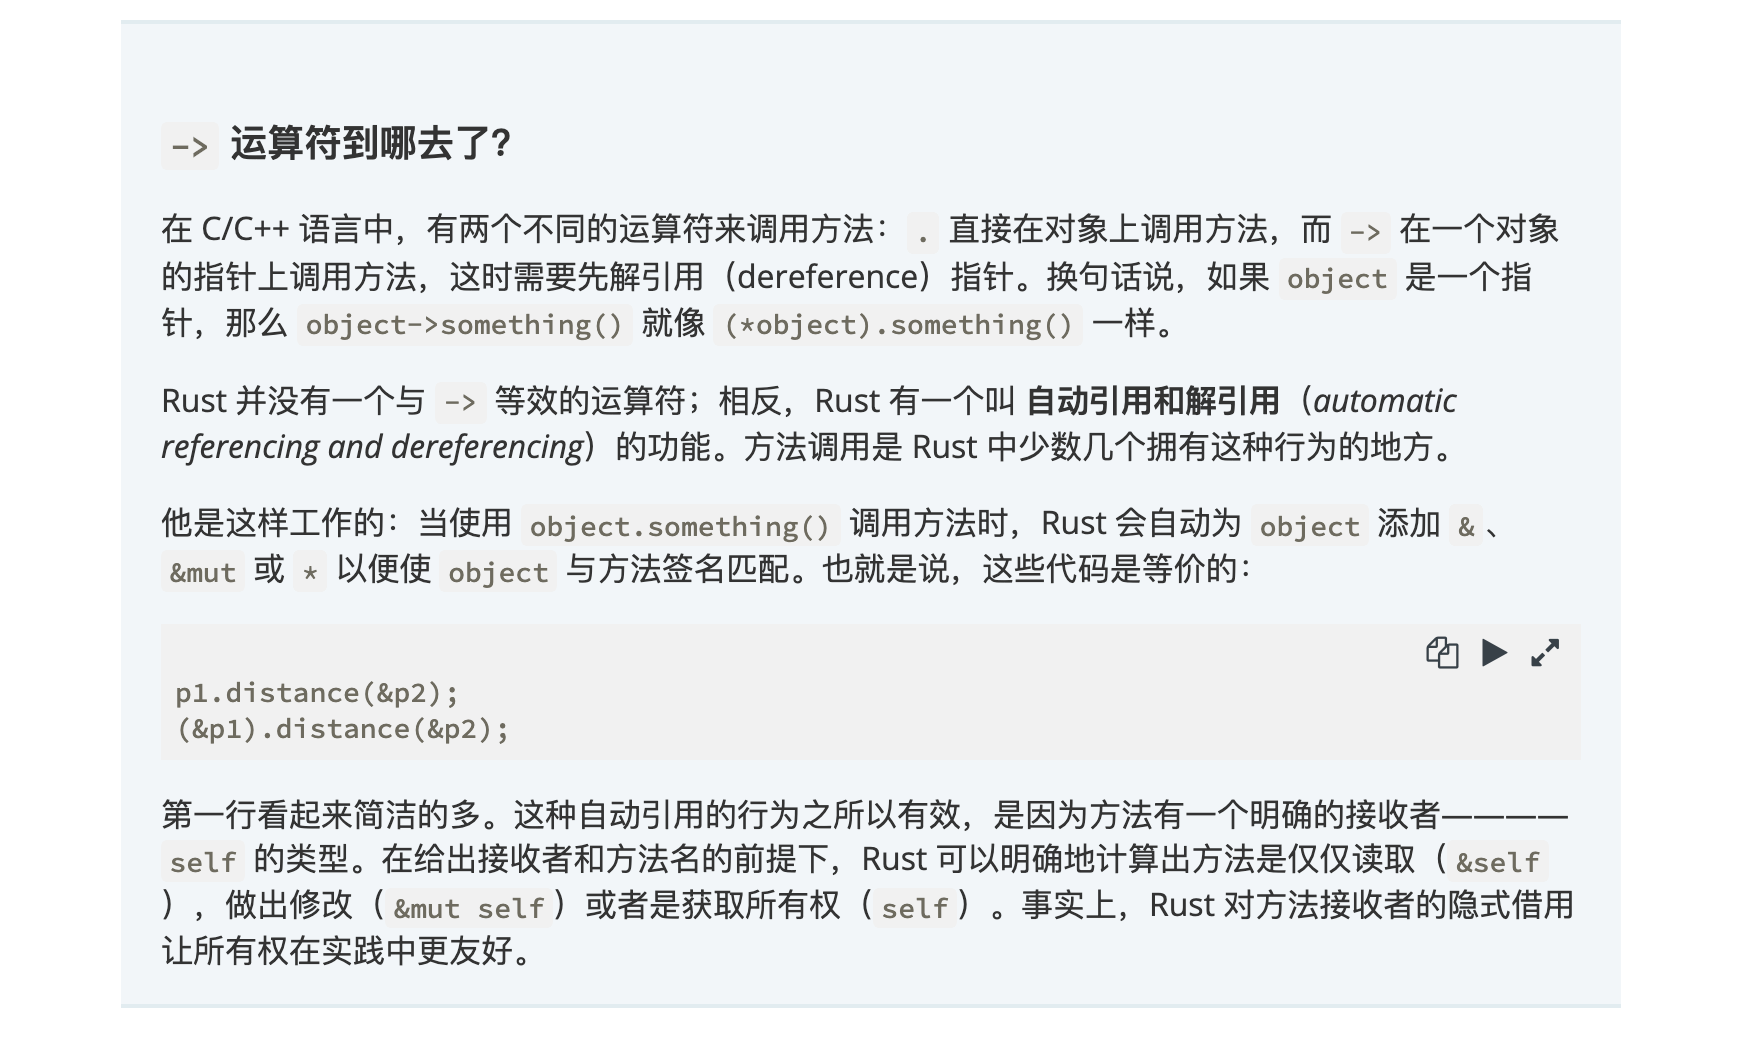 -> 运算符到哪去了？
在 C/C++ 语言中，有两个不同的运算符来调用方法： . 直接在对象上调用方法，而 -> 在一个对象
的指针上调用方法，这时需要先解引用（dereference）指针。换句话说，如果 object 是一个指
针，那么 object->something() 就像 (*object).something() 一样。
Rust 并没有一个与 -> 等效的运算符；相反，Rust 有一个叫 自动引用和解引用（automatic
referencing and dereferencing）的功能。方法调用是 Rust 中少数几个拥有这种行为的地方。
他是这样工作的：当使用 object.something() 调用方法时，Rust 会自动为 object 添加 & 、
&mut 或 * 以便使 object 与方法签名匹配。也就是说，这些代码是等价的：
p1.distance(&p2);
(&p1).distance(&p2);
第一行看起来简洁的多。这种自动引用的行为之所以有效，是因为方法有一个明确的接收者————
self 的类型。在给出接收者和方法名的前提下，Rust 可以明确地计算出方法是仅仅读取（ &self
），做出修改（ &mut self ）或者是获取所有权（ self ）。事实上，Rust 对方法接收者的隐式借用
让所有权在实践中更友好。